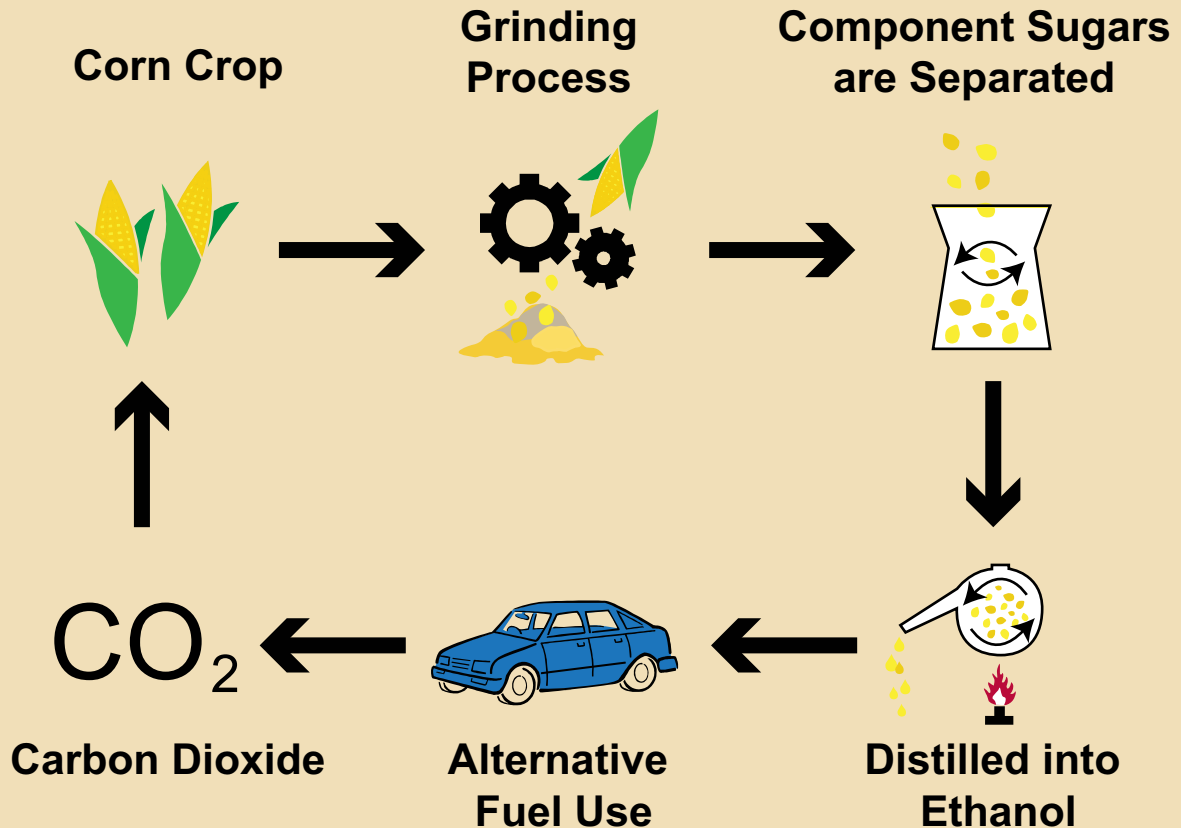 Corn Crop
Grinding
Process
Component Sugars
are Separated
CO₂
Carbon Dioxide
Alternative
Fuel Use
Distilled into
Ethanol